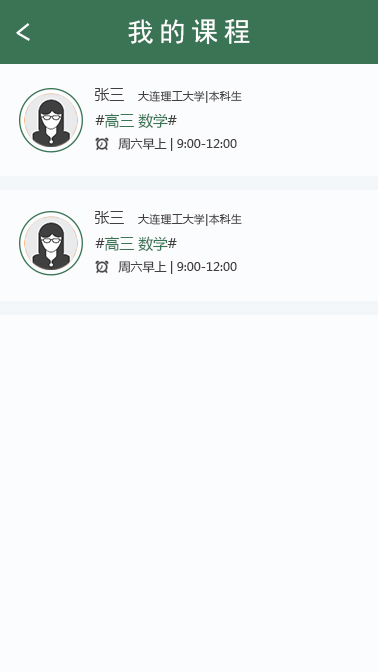 我的课程
张三 大连理工大学|本科生
#高三 数学#
周六早上 | 9:00-12:00
张三 大连理工大学|本科生
#高三 数学#
周六早上 | 9:00-12:00